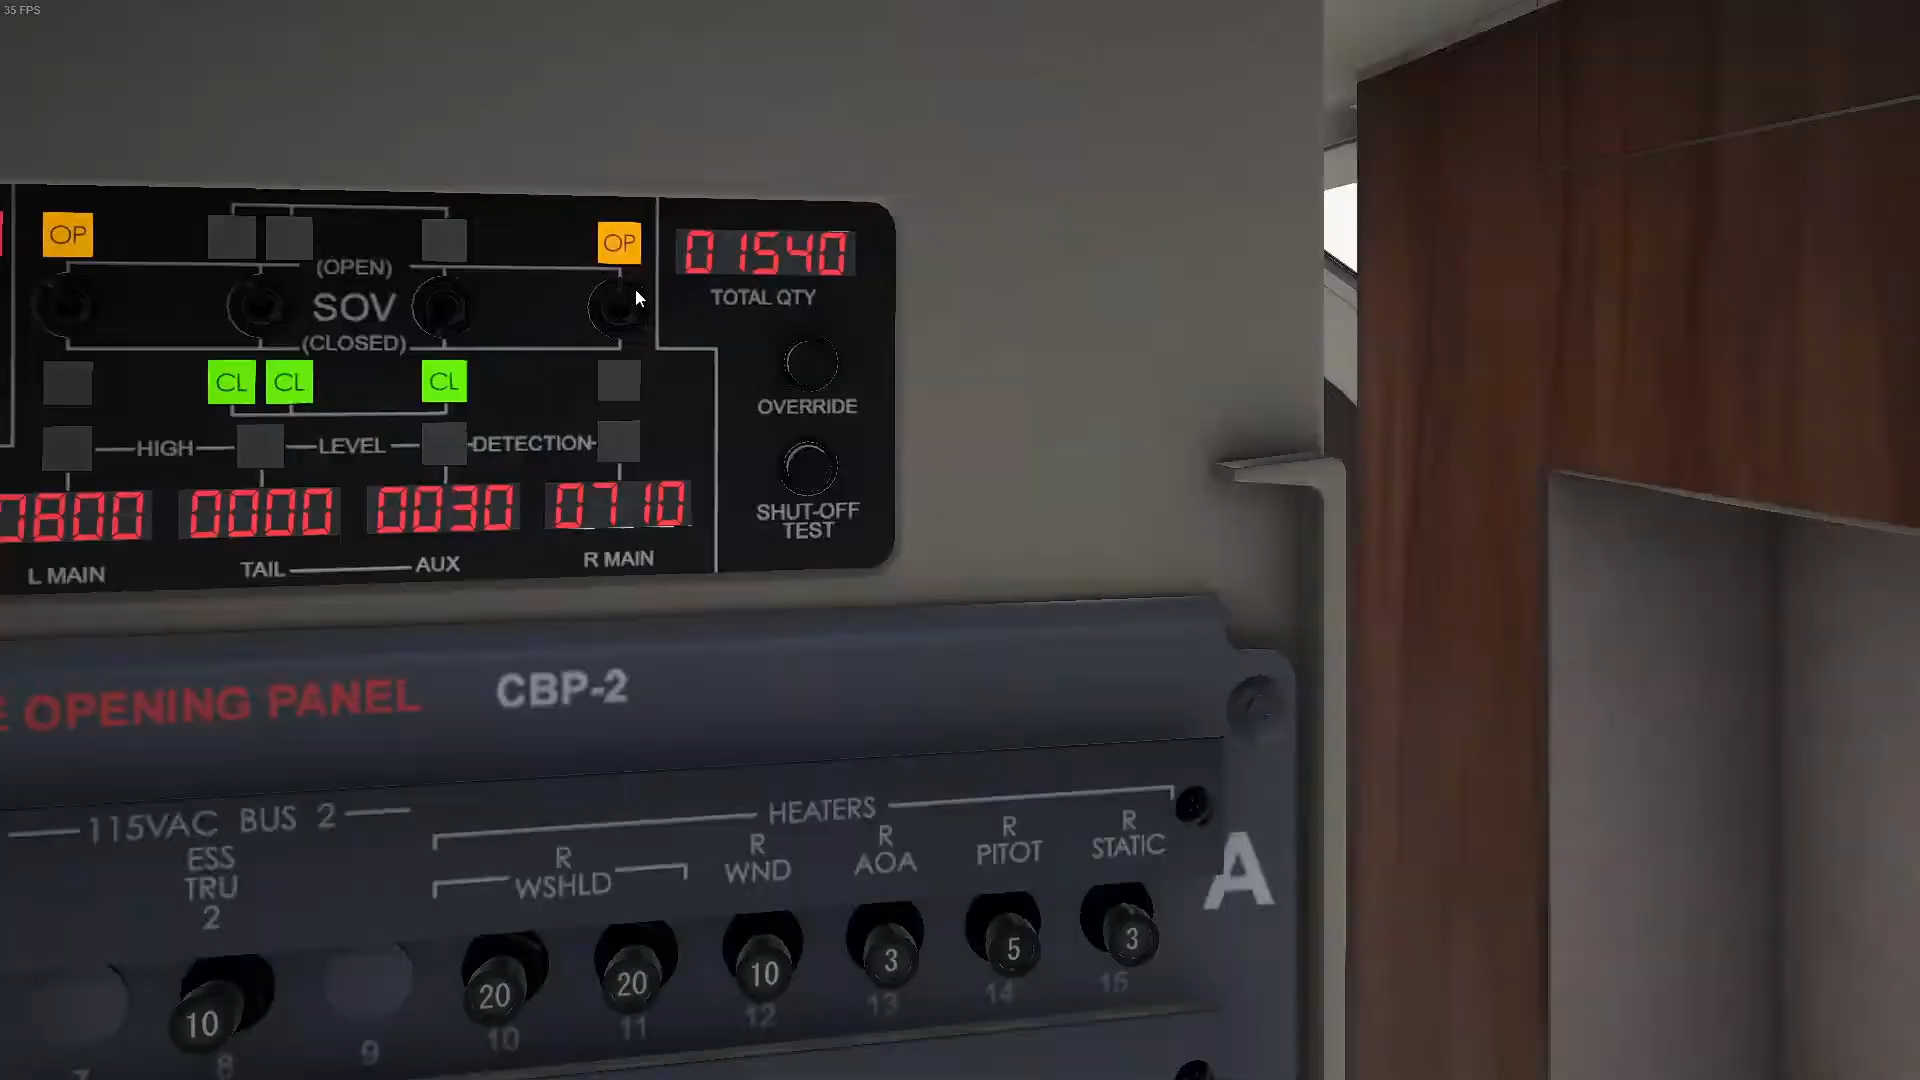 35 FPS
OP
OP
01540
(OPEN)
TOTAL QTY
SOV
(CLOSED)
CL
CL
CL
OVERRIDE
HIGH
LEVEL
DETECTION
0000
0030
0710
SHUT-OFF
TEST
L MAIN
TAIL
AUX
R MAIN
OPENING PANEL
CBP-2
115VAC BUS 2
HEATERS
ESS
TRU
2
R
WSHLD
R
WND
R
AOA
R
PITOT
R
STATIC
A
10
20
20
10
3
5
3
8
9
10
11
12
13
14
15